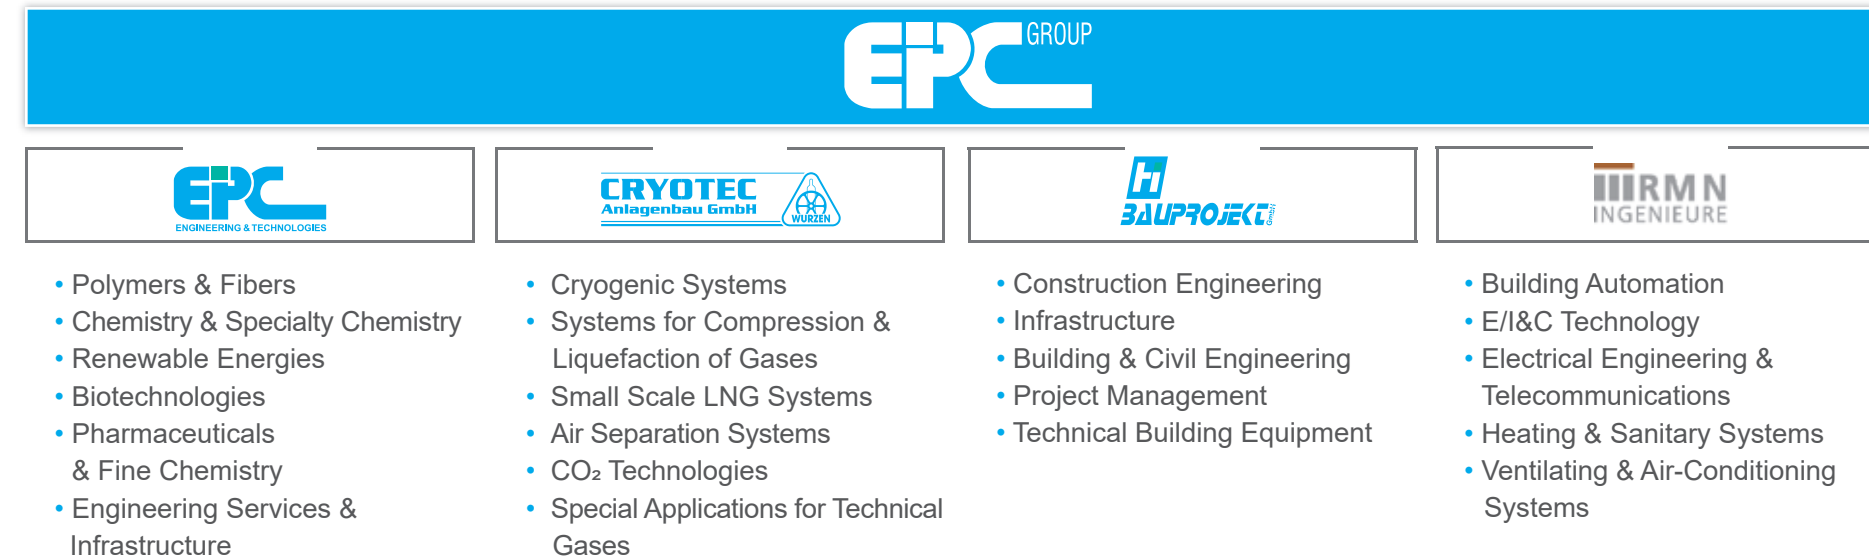 EPC GROUP
EPC
ENGINEERING & TECHNOLOGIES
• Polymers & Fibers
• Chemistry & Specialty Chemistry
• Renewable Energies
• Biotechnologies
• Pharmaceuticals
& Fine Chemistry
• Engineering Services &
Infrastructure
CRYOTEC
Anlagenbau GmbH
WURZEN
• Cryogenic Systems
• Systems for Compression &
Liquefaction of Gases
• Small Scale LNG Systems
• Air Separation Systems
• CO₂ Technologies
• Special Applications for Technical
Gases
Hi
BAUPROJEKT GmbH
• Construction Engineering
• Infrastructure
• Building & Civil Engineering
• Project Management
• Technical Building Equipment
RMN
INGENIEURE
• Building Automation
• E/I&C Technology
• Electrical Engineering &
Telecommunications
• Heating & Sanitary Systems
• Ventilating & Air-Conditioning
Systems